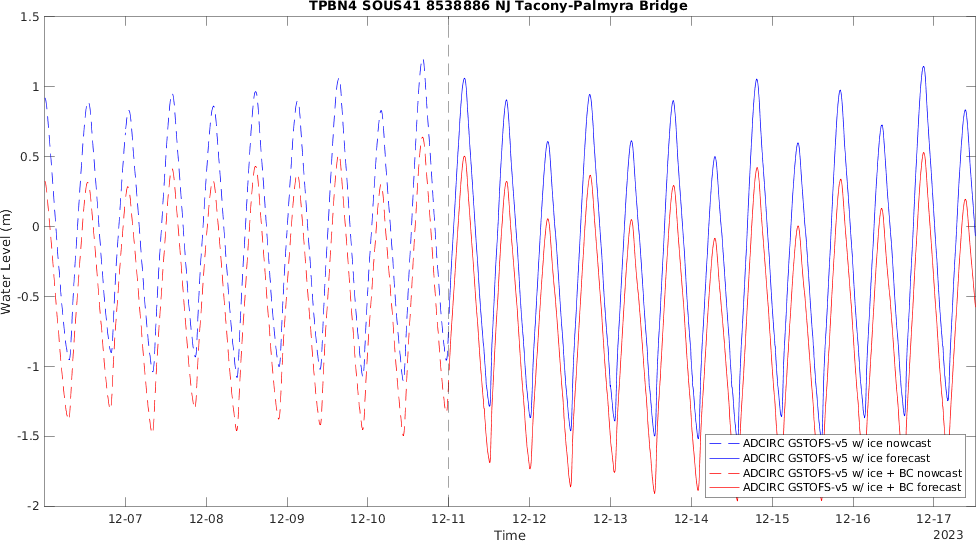 TPBN4 SOUS41 8538886 NJ Tacony-Palmyra Bridge
1.5
1
0.5
0
-0.5
-1
-1.5
-2
Water Level (m)
ADCIRC GSTOFS-v5 w/ ice nowcast
ADCIRC GSTOFS-v5 w/ ice forecast
ADCIRC GSTOFS-v5 w/ ice + BC nowcast
ADCIRC GSTOFS-v5 w/ ice + BC forecast
12-07 12-08 12-09 12-10 12-11 12-12 12-13 12-14 12-15 12-16 12-17
Time
2023